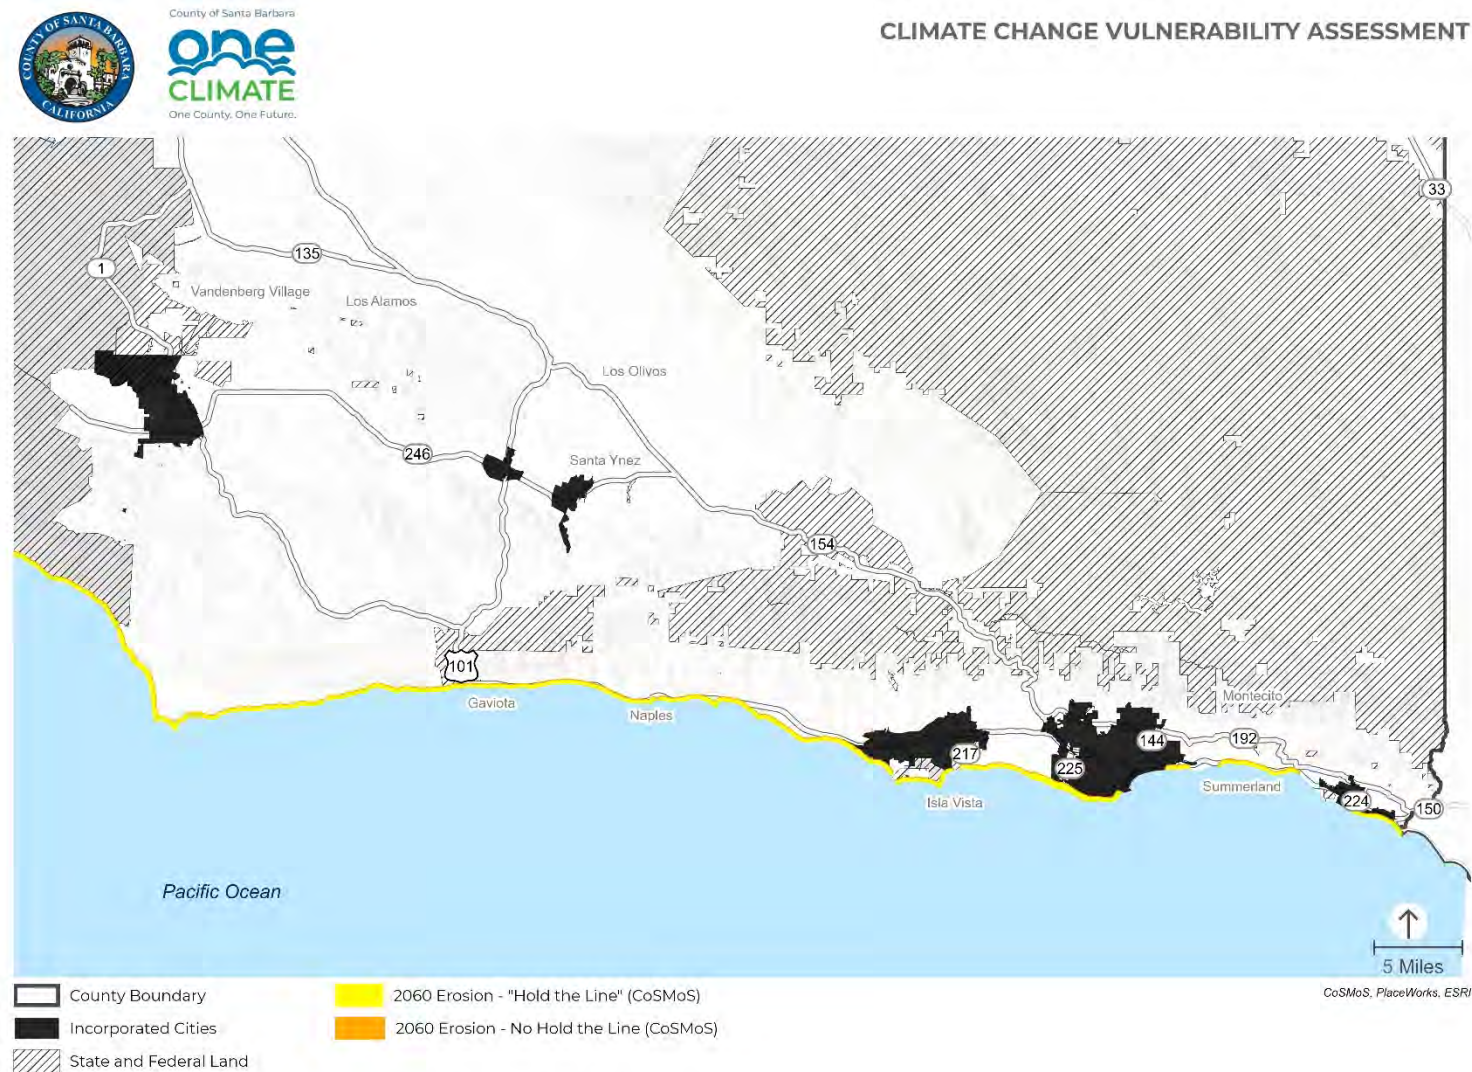 COUNTY OF SANTA BARBARA
CALIFORNIA
County of Santa Barbara
one
CLIMATE
One County. One Future.
CLIMATE CHANGE VULNERABILITY ASSESSMENT
33
135
1
Vandenberg Village
Los Alamos
Los Olivos
246
Santa Ynez
154
101
Gaviota
Naples
Montecito
144
192
217
225
Summerland
Isla Vista
224
150
Pacific Ocean
5 Miles
County Boundary
2060 Erosion - "Hold the Line" (CoSMoS)
CoSMoS, PlaceWorks, ESRI
Incorporated Cities
2060 Erosion - No Hold the Line (CoSMoS)
State and Federal Land